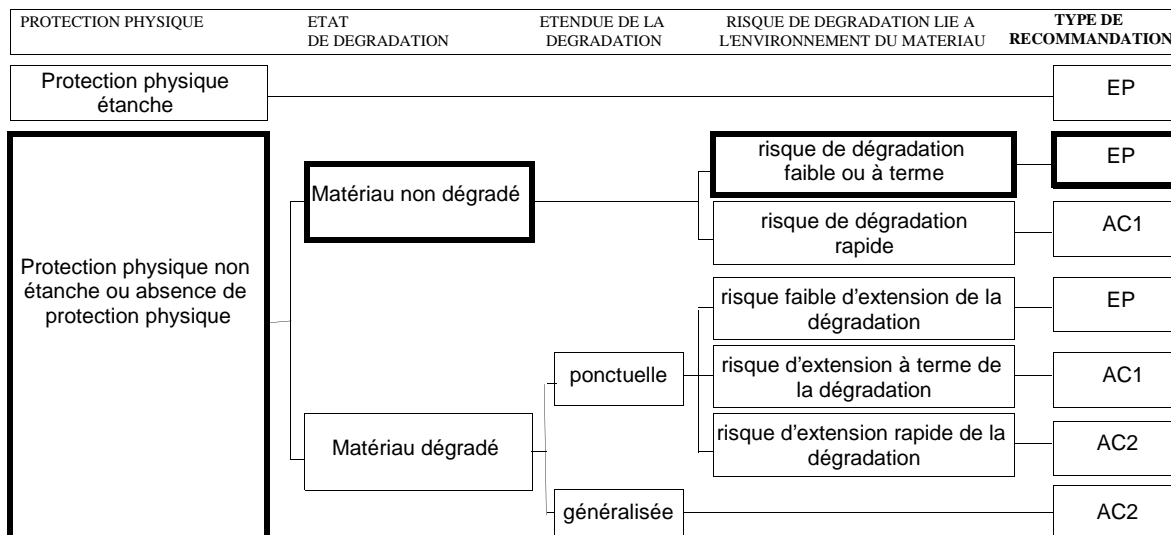 PROTECTION PHYSIQUE
ETAT
DE DEGRADATION
ETENDUE DE LA
DEGRADATION
RISQUE DE DEGRADATION LIE A
L'ENVIRONNEMENT DU MATERIAU
TYPE DE
RECOMMANDATION
Protection physique
étanche
EP
Protection physique non
étanche ou absence de
protection physique
Matériau non dégradé
risque de dégradation
faible ou à terme
EP
risque de dégradation
rapide
AC1
Matériau dégradé
ponctuelle
risque faible d'extension de la
dégradation
EP
risque d'extension à terme de
la dégradation
AC1
risque d'extension rapide de la
dégradation
AC2
généralisée
AC2